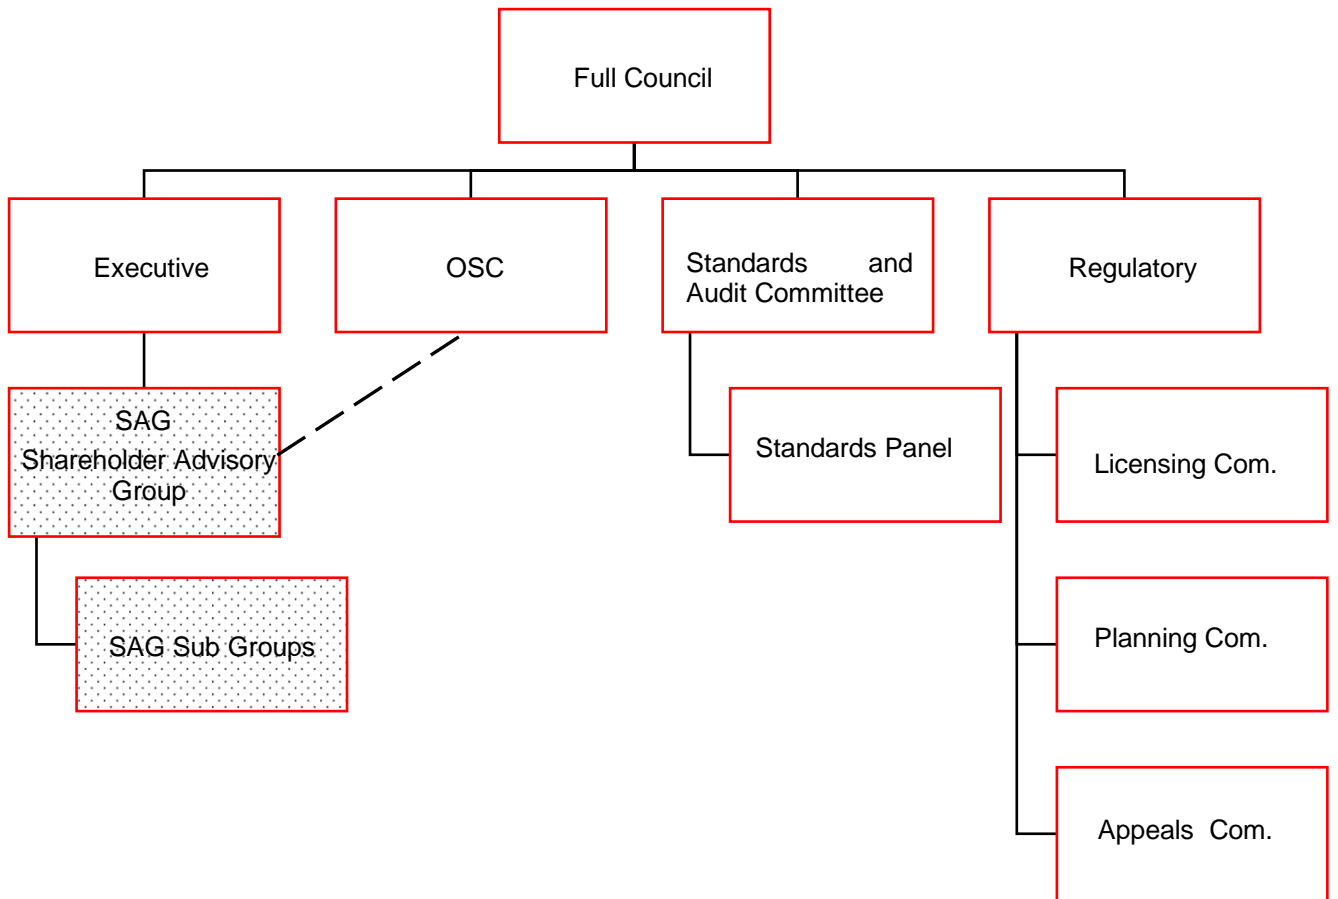 Full Council
Executive
OSC
Standards and
Audit Committee
Regulatory
SAG
Shareholder Advisory
Group
Standards Panel
Licensing Com.
SAG Sub Groups
Planning Com.
Appeals Com.